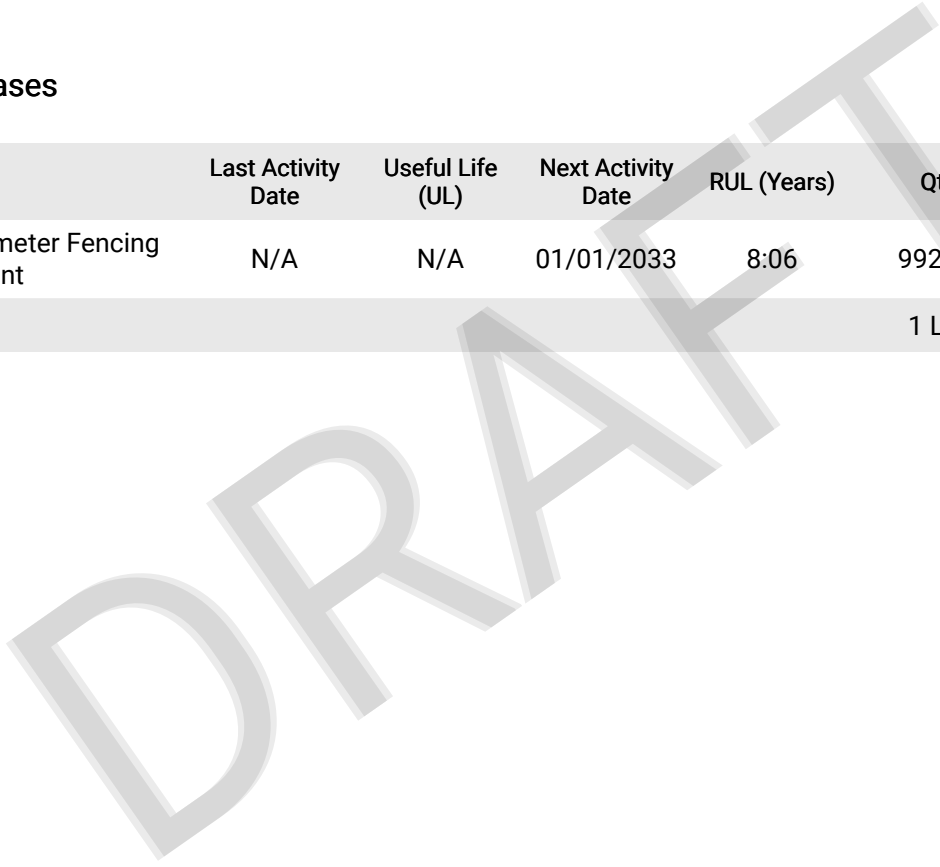 ases
Last Activity Date Useful Life (UL) Next Activity Date RUL (Years) Qt
meter Fencing
nt N/A N/A 01/01/2033 8:06 992
1 L
DRAFT